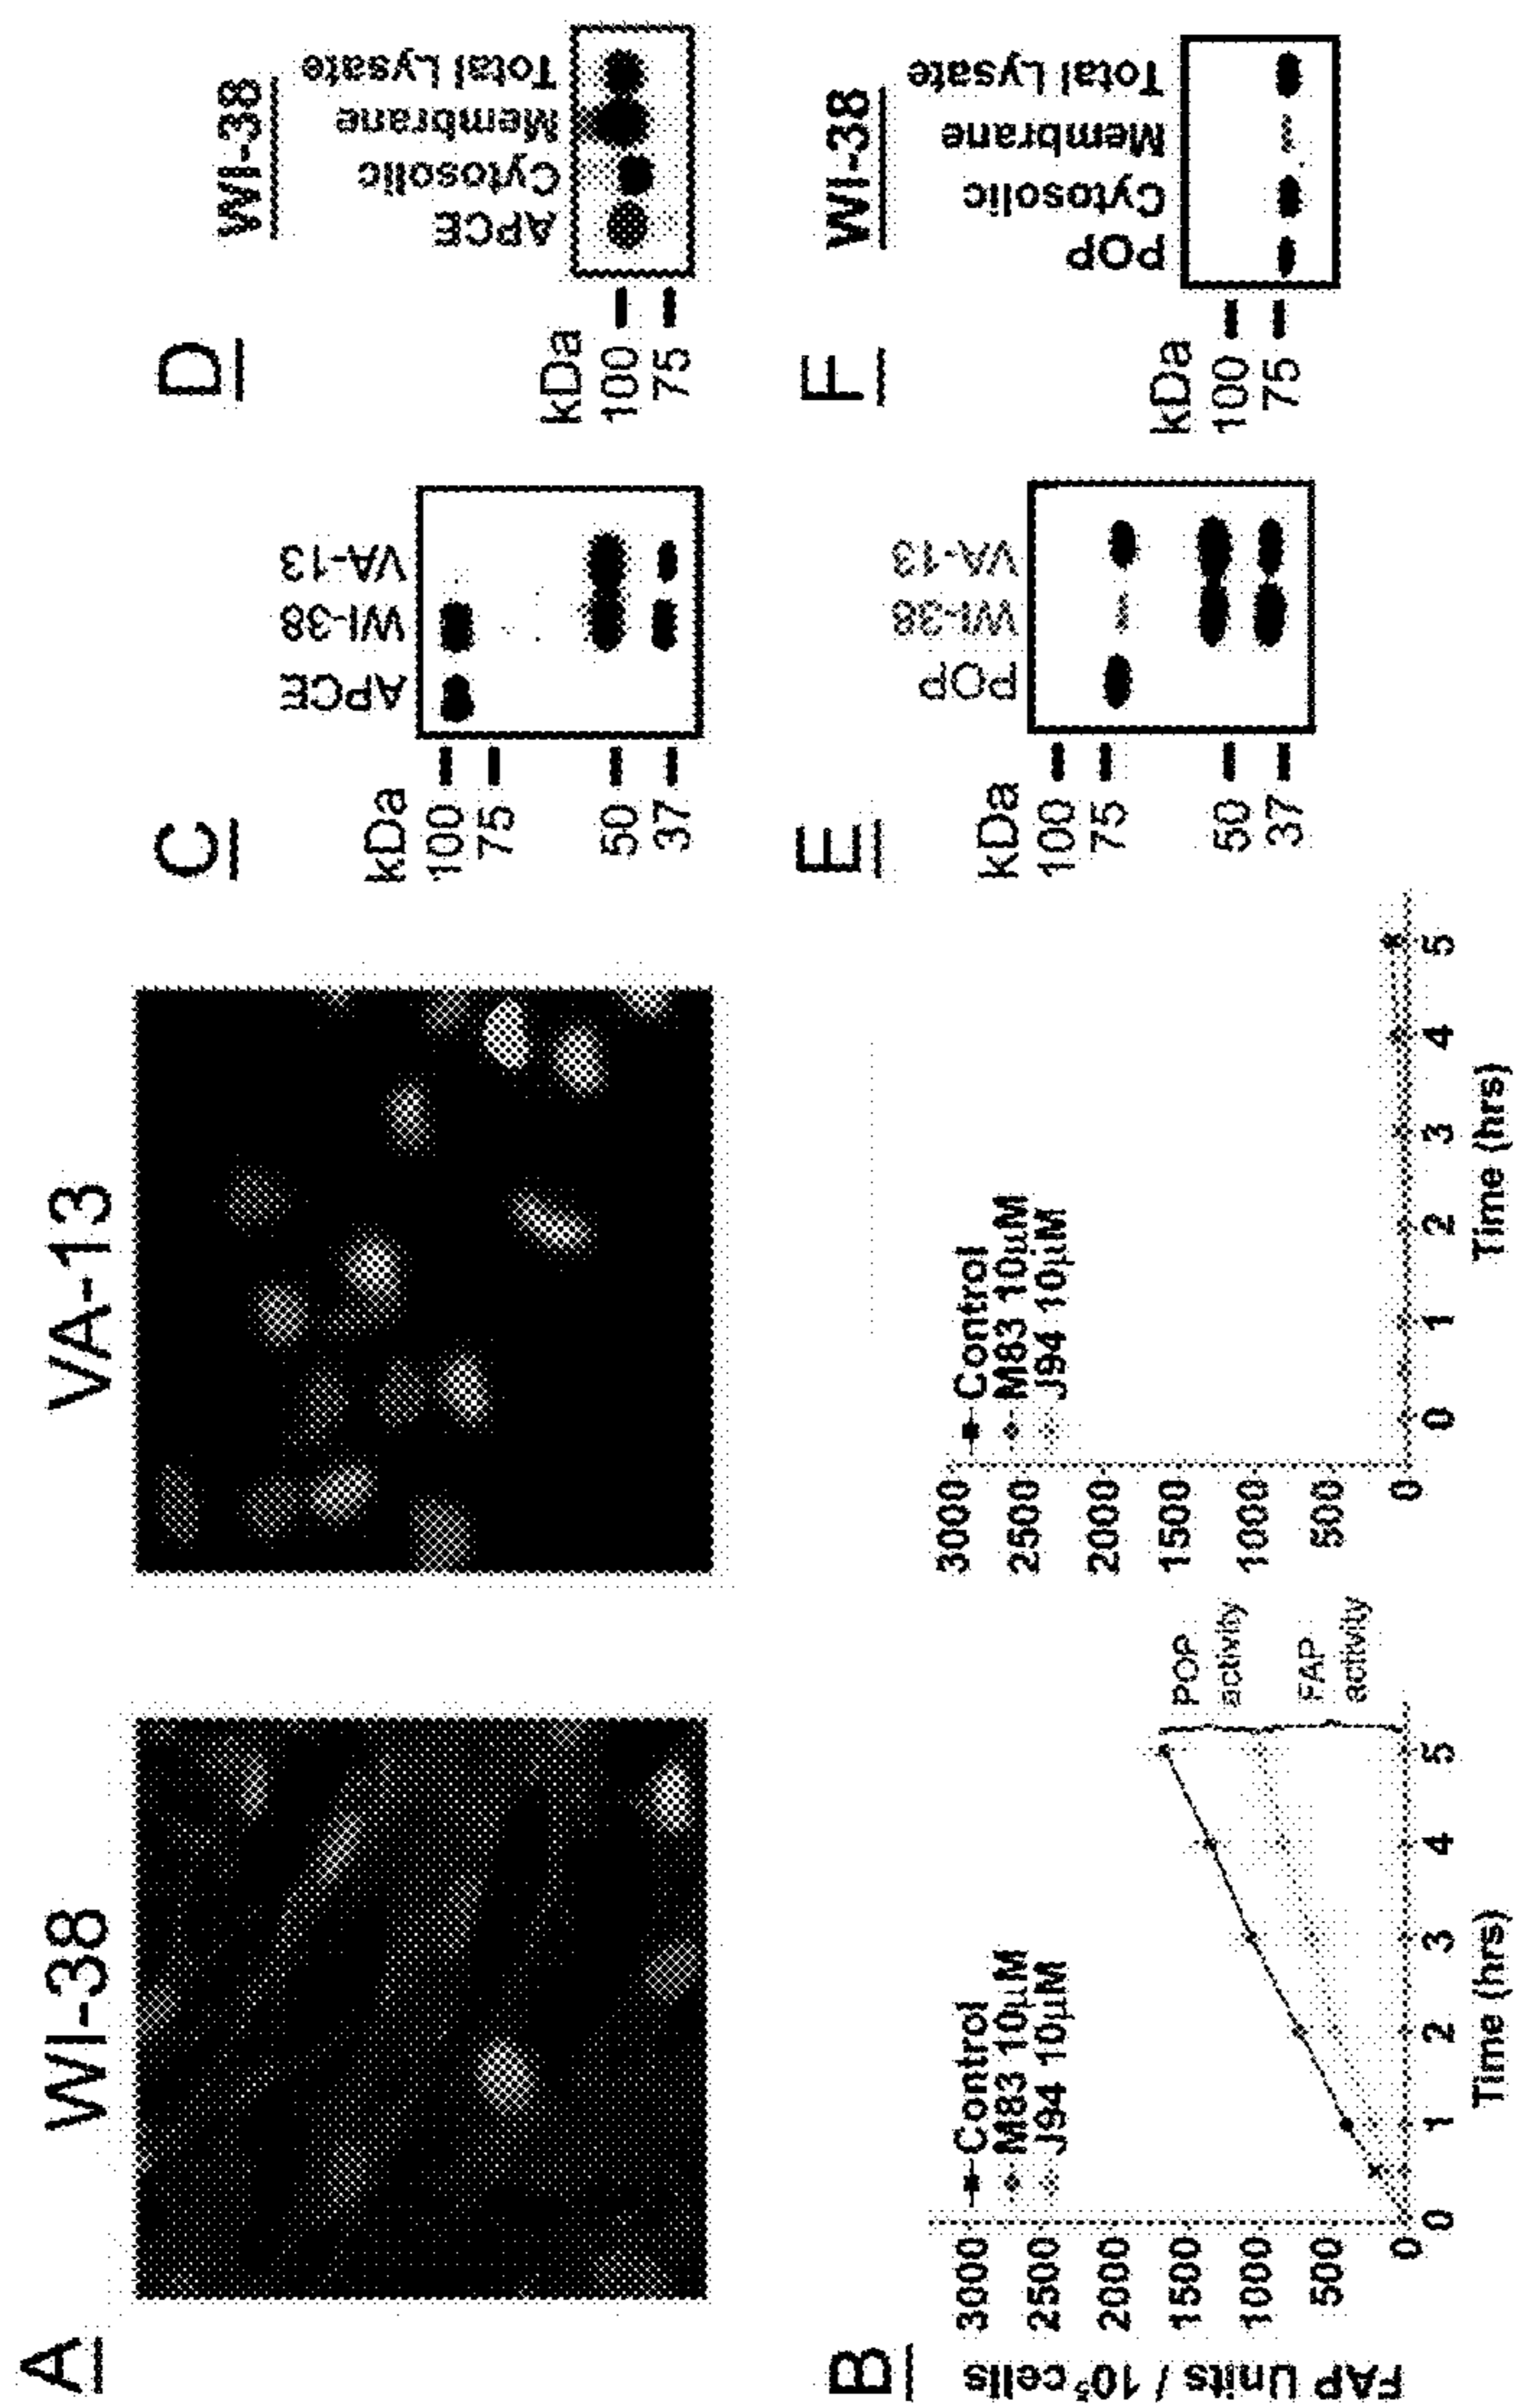 A
WI-38
VA-13
B
FAP Units / 10⁵ cells
3000
2500
2000
1500
1000
500
0
Control
M83 10µM
J94 10µM
POP
activity
FAP
activity
0 1 2 3 4 5
Time (hrs)
3000
2500
2000
1500
1000
500
0
Control
M83 10µM
J94 10µM
0 1 2 3 4 5
Time (hrs)
C
APCE
WI-38
VA-13
kDa
100
75
50
37
D
WI-38
APCE
Cytosolic
Membrane
Total Lysate
kDa
100
75
E
POP
WI-38
VA-13
kDa
100
75
50
37
F
WI-38
POP
Cytosolic
Membrane
Total Lysate
kDa
100
75